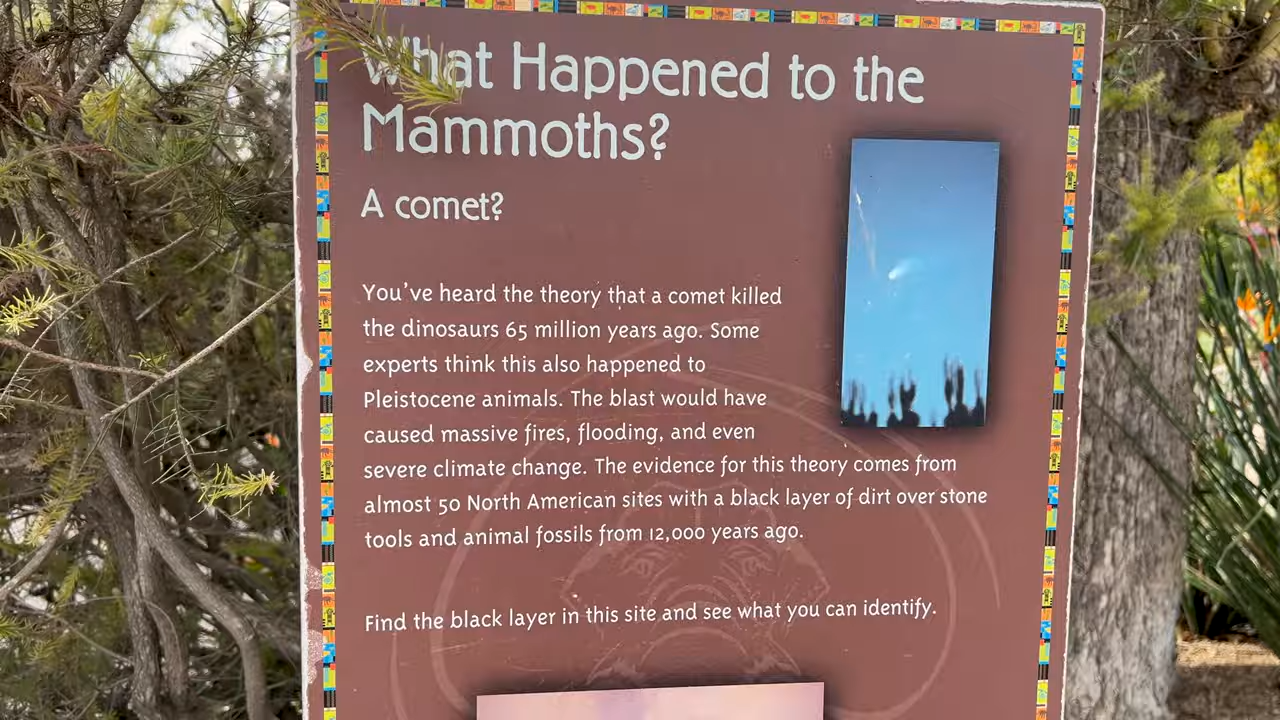 What Happened to the
Mammoths?
A comet?
You've heard the theory that a comet killed
the dinosaurs 65 million years ago. Some
experts think this also happened to
Pleistocene animals. The blast would have
caused massive fires, flooding, and even
severe climate change. The evidence for this theory comes from
almost 50 North American sites with a black layer of dirt over stone
tools and animal fossils from 12,000 years ago.
Find the black layer in this site and see what you can identify.